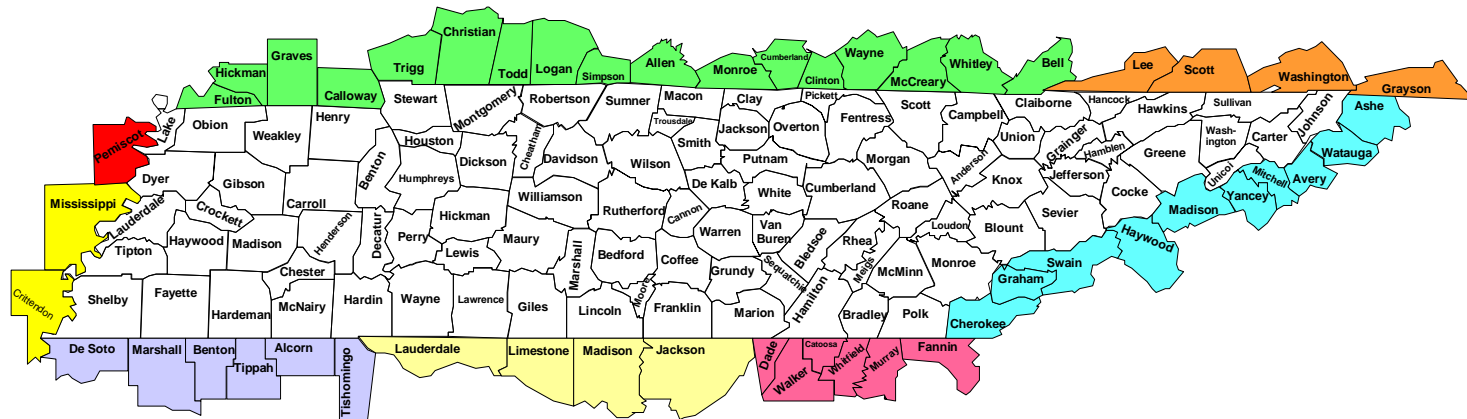 Christian
Graves
Trigg
Todd
Logan
Simpson
Allen
Monroe
Cumberland
Clinton
Wayne
McCreary
Whitley
Bell
Lee
Scott
Washington
Grayson
Hickman
Fulton
Calloway
Pemiscot
Lake
Obion
Weakley
Henry
Stewart
Montgomery
Robertson
Sumner
Macon
Trousdale
Clay
Pickett
Jackson
Overton
Fentress
Scott
Campbell
Claiborne
Union
Hancock
Hawkins
Sullivan
Johnson
Ashe
Grainger
Hamblen
Greene
Wash-
ington
Carter
Unicoi
Watauga
Avery
Mitchell
Yancey
Madison
Haywood
Houston
Benton
Humphreys
Dickson
Cheatham
Davidson
Wilson
Smith
Putnam
De Kalb
White
Cumberland
Morgan
Anderson
Knox
Jefferson
Cocke
Sevier
Dyer
Gibson
Carroll
Mississippi
Lauderdale
Crockett
Tipton
Haywood
Madison
Henderson
Decatur
Perry
Hickman
Lewis
Williamson
Maury
Rutherford
Cannon
Warren
Van
Buren
Bledsoe
Rhea
Roane
Loudon
Blount
Marshall
Bedford
Coffee
Grundy
Sequatchie
Meigs
McMinn
Monroe
Swain
Graham
Cherokee
Crittendon
Shelby
Fayette
Hardeman
Chester
McNairy
Hardin
Wayne
Lawrence
Giles
Lincoln
Moore
Franklin
Marion
Hamilton
Bradley
Polk
De Soto
Marshall
Benton
Tippah
Alcorn
Tishomingo
Lauderdale
Limestone
Madison
Jackson
Dade
Walker
Catoosa
Whitfield
Murray
Fannin